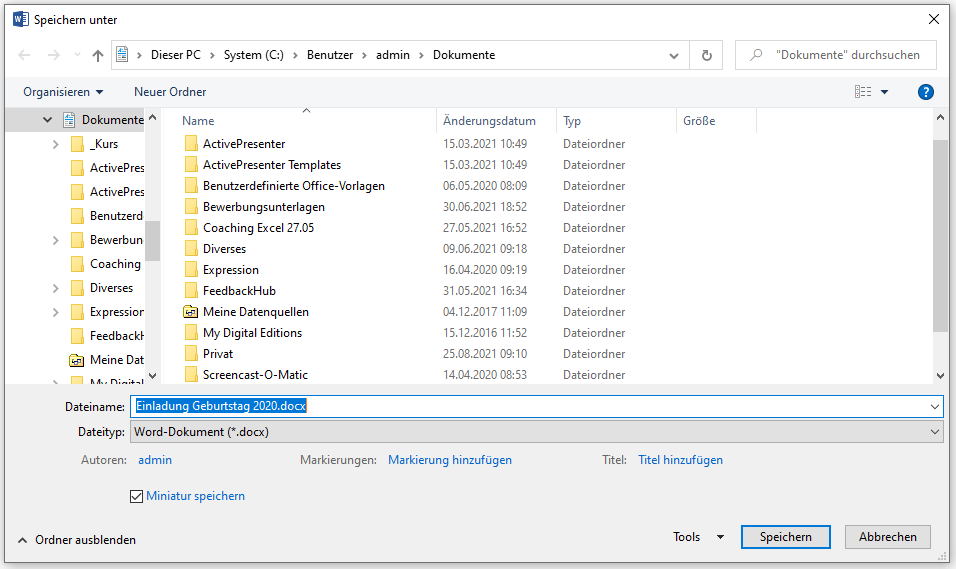 Speichern unter
Dieser PC > System (C:) > Benutzer > admin > Dokumente
"Dokumente" durchsuchen
Organisieren Neuer Ordner
Dokumente
_Kurs
ActivePres
ActivePres
Benutzerd
Bewerbun
Coaching
Diverses
Expression
FeedbackH
Meine Dat
My Digital
Name Änderungsdatum Typ Größe
ActivePresenter 15.03.2021 10:49 Dateiordner
ActivePresenter Templates 15.03.2021 10:49 Dateiordner
Benutzerdefinierte Office-Vorlagen 06.05.2020 08:09 Dateiordner
Bewerbungsunterlagen 30.06.2021 18:52 Dateiordner
Coaching Excel 27.05 27.05.2021 16:52 Dateiordner
Diverses 09.06.2021 09:18 Dateiordner
Expression 16.04.2020 09:19 Dateiordner
FeedbackHub 31.05.2021 16:34 Dateiordner
Meine Datenquellen 04.12.2017 11:09 Dateiordner
My Digital Editions 15.12.2016 11:52 Dateiordner
Privat 25.08.2021 09:10 Dateiordner
Screencast-O-Matic 14.04.2020 08:53 Dateiordner
Dateiname: Einladung Geburtstag 2020.docx
Dateityp: Word-Dokument (*.docx)
Autoren: admin Markierungen: Markierung hinzufügen Titel: Titel hinzufügen
Miniatur speichern
Ordner ausblenden Tools Speichern Abbrechen